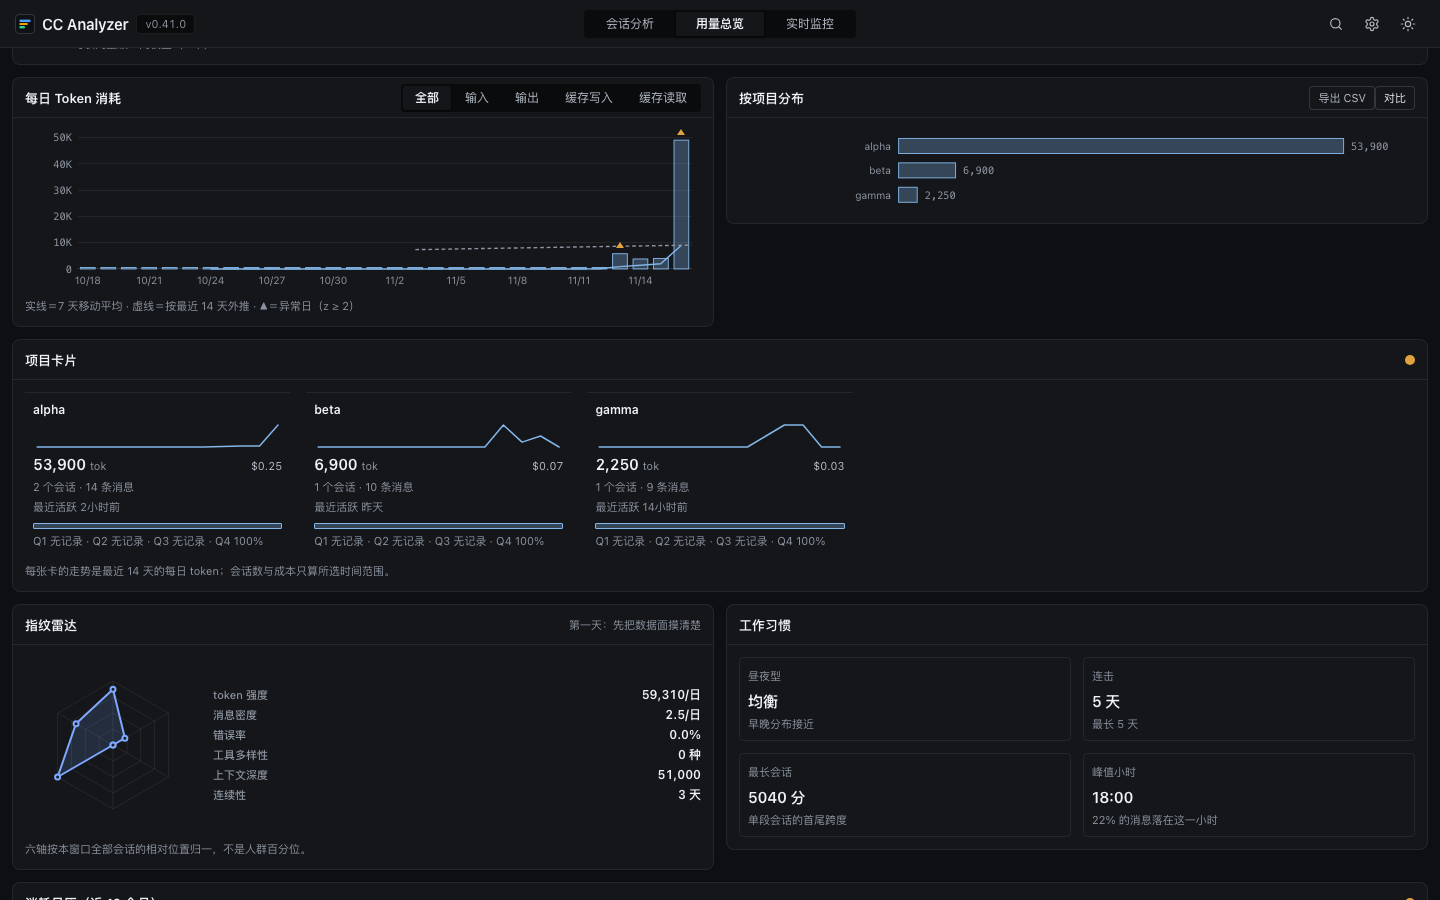 CC Analyzer v0.41.0 会话分析 用量总览 实时监控
每日 Token 消耗 全部 输入 输出 缓存写入 缓存读取
50K
40K
30K
20K
10K
0
10/18 10/21 10/24 10/27 10/30 11/2 11/5 11/8 11/11 11/14
实线=7 天移动平均 · 虚线=按最近 14 天外推 · ▲=异常日（z ≥ 2）
按项目分布 导出 CSV 对比
alpha 53,900
beta 6,900
gamma 2,250
项目卡片
alpha
53,900 tok $0.25
2 个会话 · 14 条消息
最近活跃 2小时前
Q1 无记录 · Q2 无记录 · Q3 无记录 · Q4 100%
beta
6,900 tok $0.07
1 个会话 · 10 条消息
最近活跃 昨天
Q1 无记录 · Q2 无记录 · Q3 无记录 · Q4 100%
gamma
2,250 tok $0.03
1 个会话 · 9 条消息
最近活跃 14小时前
Q1 无记录 · Q2 无记录 · Q3 无记录 · Q4 100%
每张卡的走势是最近 14 天的每日 token；会话数与成本只算所选时间范围。
指纹雷达 第一天：先把数据面摸清楚
token 强度 59,310/日
消息密度 2.5/日
错误率 0.0%
工具多样性 0 种
上下文深度 51,000
连续性 3 天
六轴按本窗口全部会话的相对位置归一，不是人群百分位。
工作习惯
昼夜型
均衡
早晚分布接近
连击
5 天
最长 5 天
最长会话
5040 分
单段会话的首尾跨度
峰值小时
18:00
22% 的消息落在这一小时